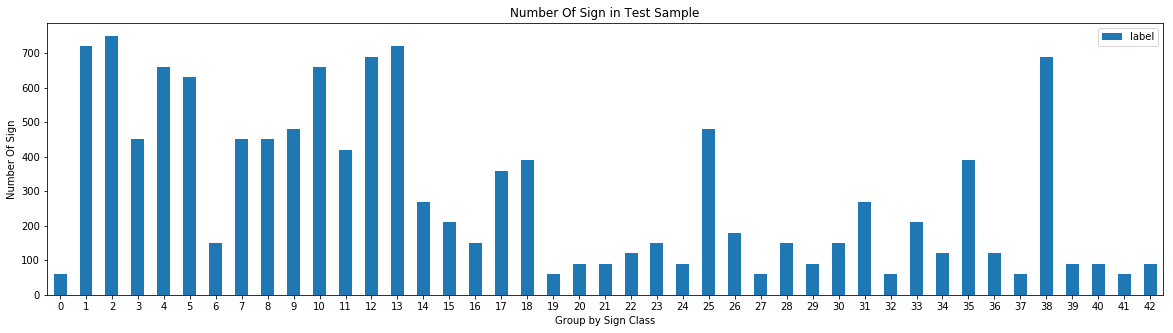 Number Of Sign in Test Sample
label
Number Of Sign
700
600
500
400
300
200
100
0
0 1 2 3 4 5 6 7 8 9 10 11 12 13 14 15 16 17 18 19 20 21 22 23 24 25 26 27 28 29 30 31 32 33 34 35 36 37 38 39 40 41 42
Group by Sign Class